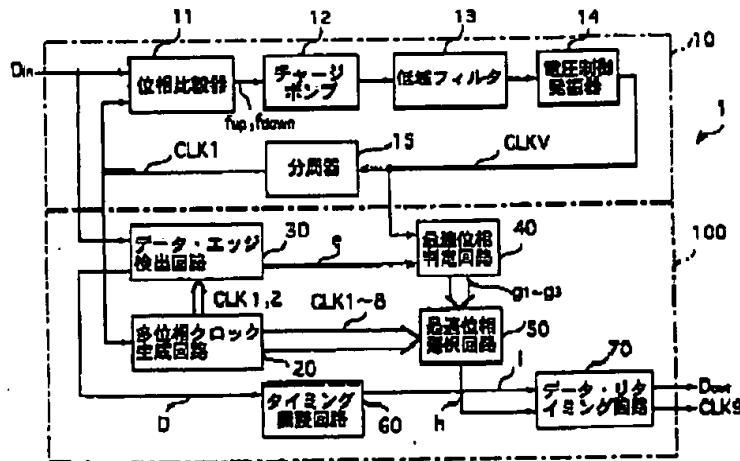 11
12
13
14
10
Din
位相比較器
チャージ
ポンプ
低域フィルタ
電圧制御
発振器
1
fup, fdown
15
CLK1
分周器
CLKV
データ・エッジ
検出回路
30
e
最適位相
判定回路
40
100
CLK1,2
CLK1~8
g1~g3
多位相クロック
生成回路
20
最適位相
選択回路
50
70
D
タイミング
調整回路
60
i
h
データ・リタ
イミング回路
Dout
CLKS